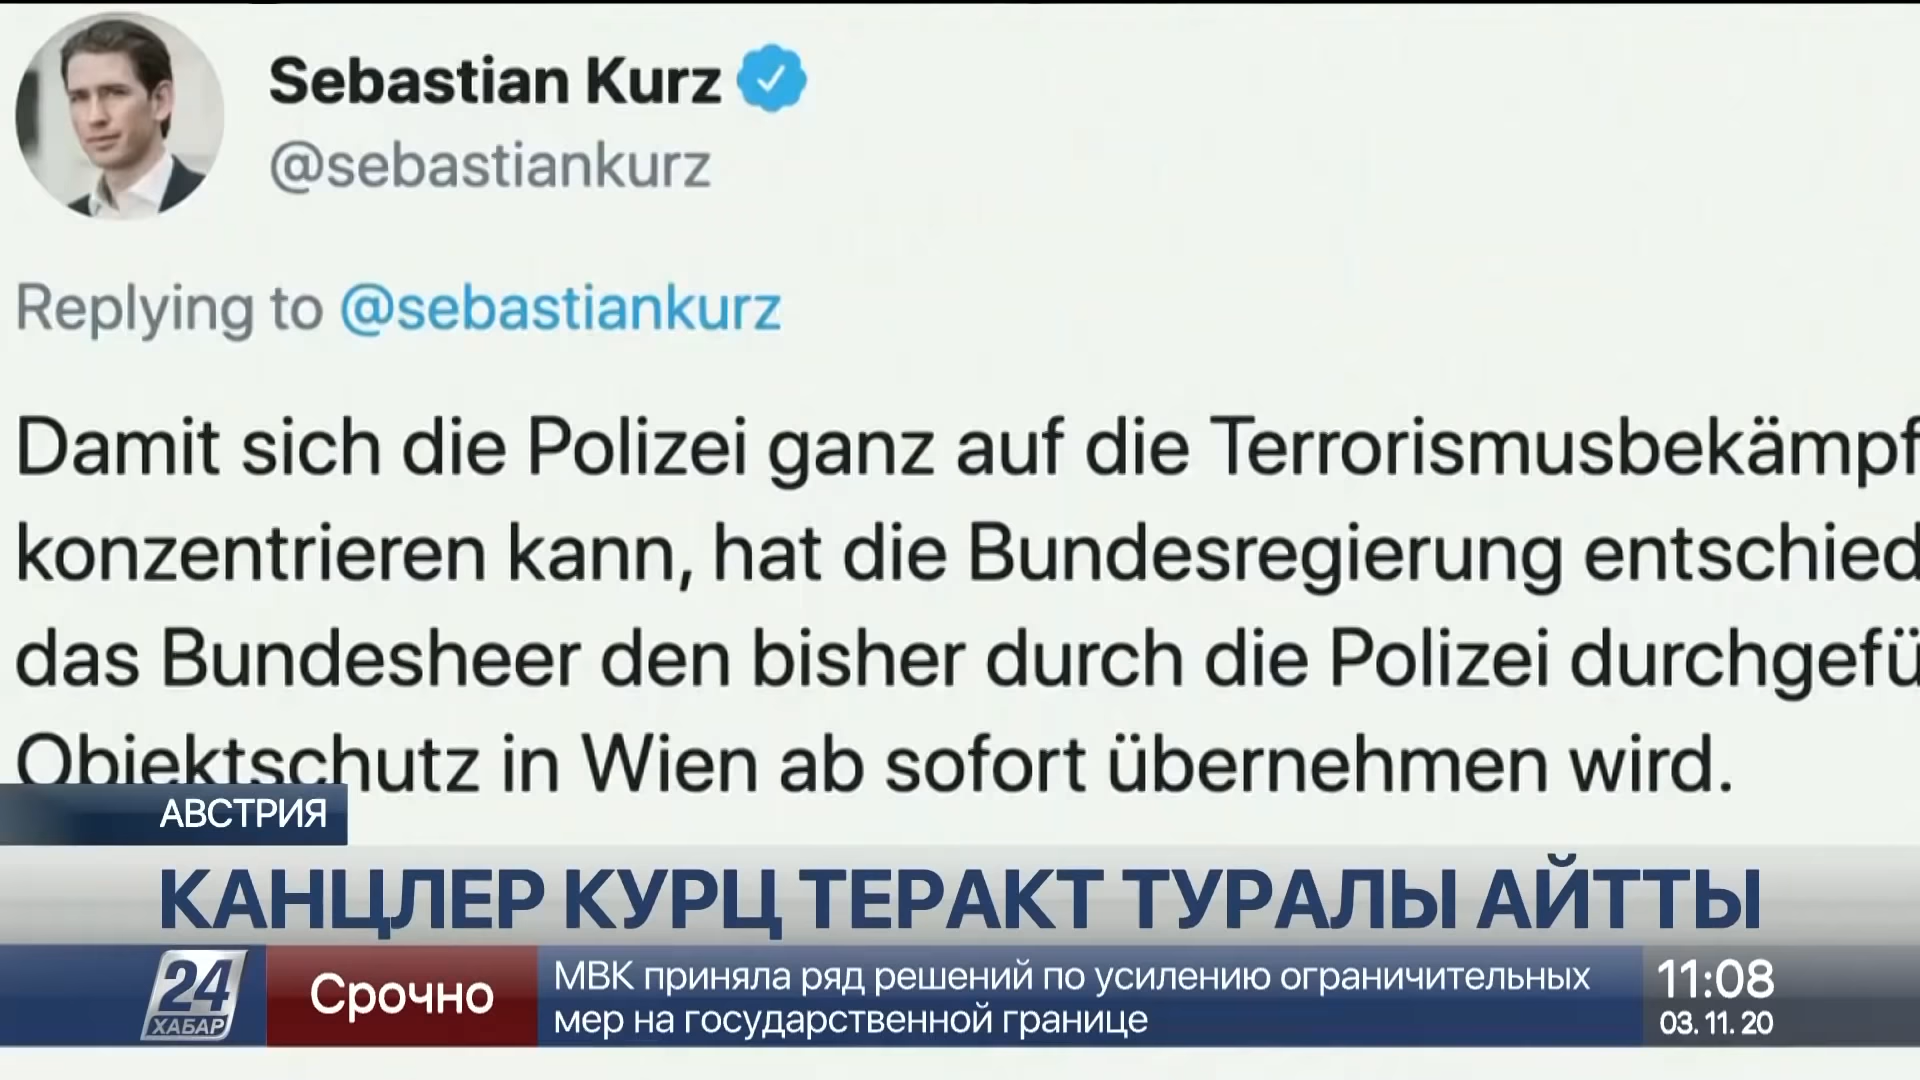 Sebastian Kurz
@sebastiankurz
Replying to @sebastiankurz
Damit sich die Polizei ganz auf die Terrorismusbekämpf
konzentrieren kann, hat die Bundesregierung entschied
das Bundesheer den bisher durch die Polizei durchgefü
Objektschutz in Wien ab sofort übernehmen wird.
АВСТРИЯ
КАНЦЛЕР КУРЦ ТЕРАКТ ТУРАЛЫ АЙТТЫ
24
ХАБАР
Срочно
МВК приняла ряд решений по усилению ограничительных
мер на государственной границе
11:08
03. 11. 20